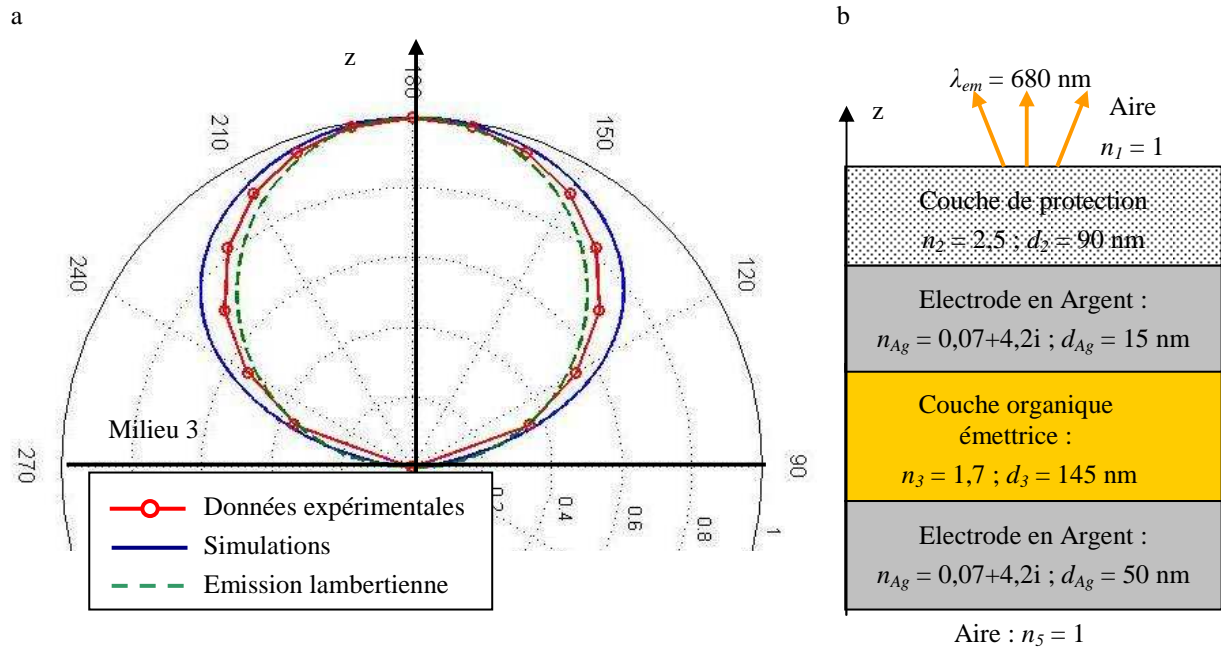 a
z
180
210
150
240
120
Milieu 3
270
90
0.2
0.4
0.6
0.8
1
Données expérimentales
Simulations
Emission lambertienne
b
λem = 680 nm
z
Aire
n1 = 1
Couche de protection
n2 = 2,5 ; d2 = 90 nm
Electrode en Argent :
nAg = 0,07+4,2i ; dAg = 15 nm
Couche organique
émettrice :
n3 = 1,7 ; d3 = 145 nm
Electrode en Argent :
nAg = 0,07+4,2i ; dAg = 50 nm
Aire : n5 = 1